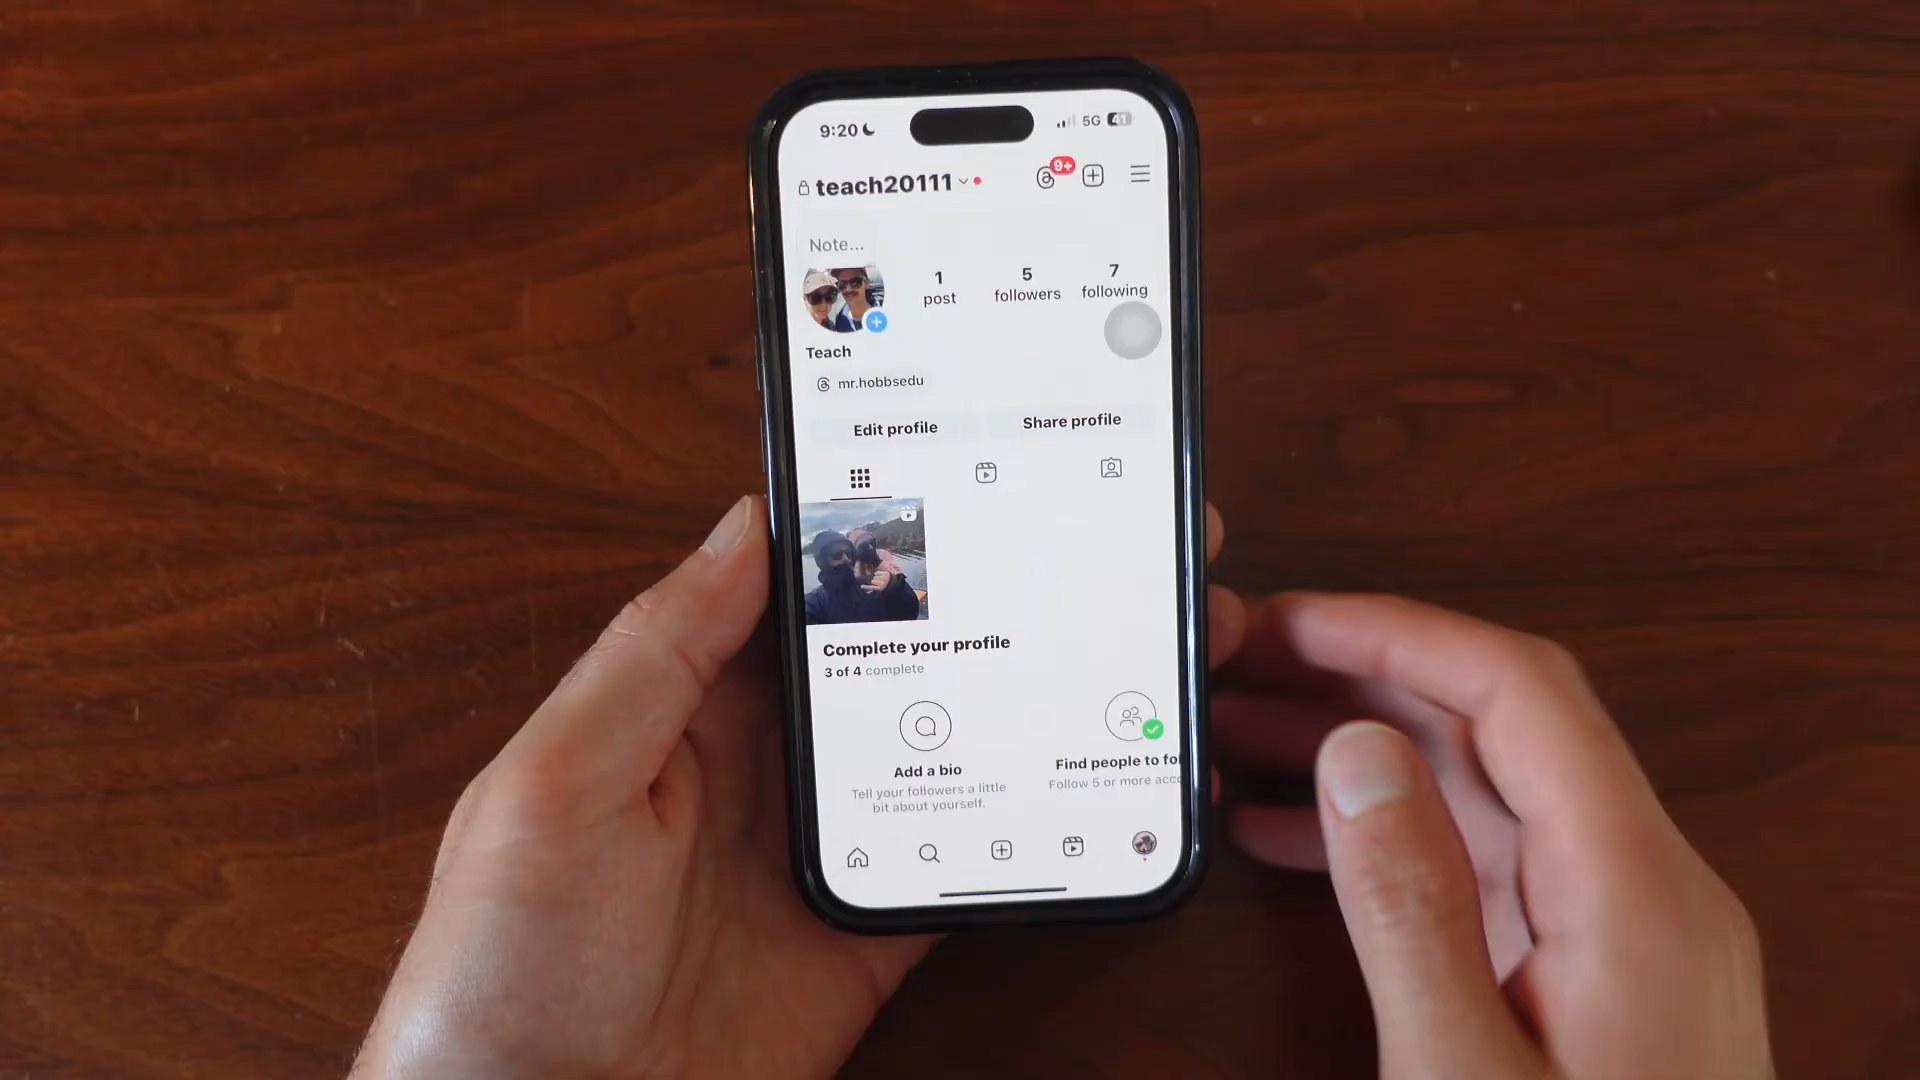 9:20
5G 41
teach20111
9+
Note...
1 5 7
post followers following
Teach
mr.hobbsedu
Edit profile Share profile
Complete your profile
3 of 4 complete
Add a bio Find people to fol
Tell your followers a little Follow 5 or more acc
bit about yourself.